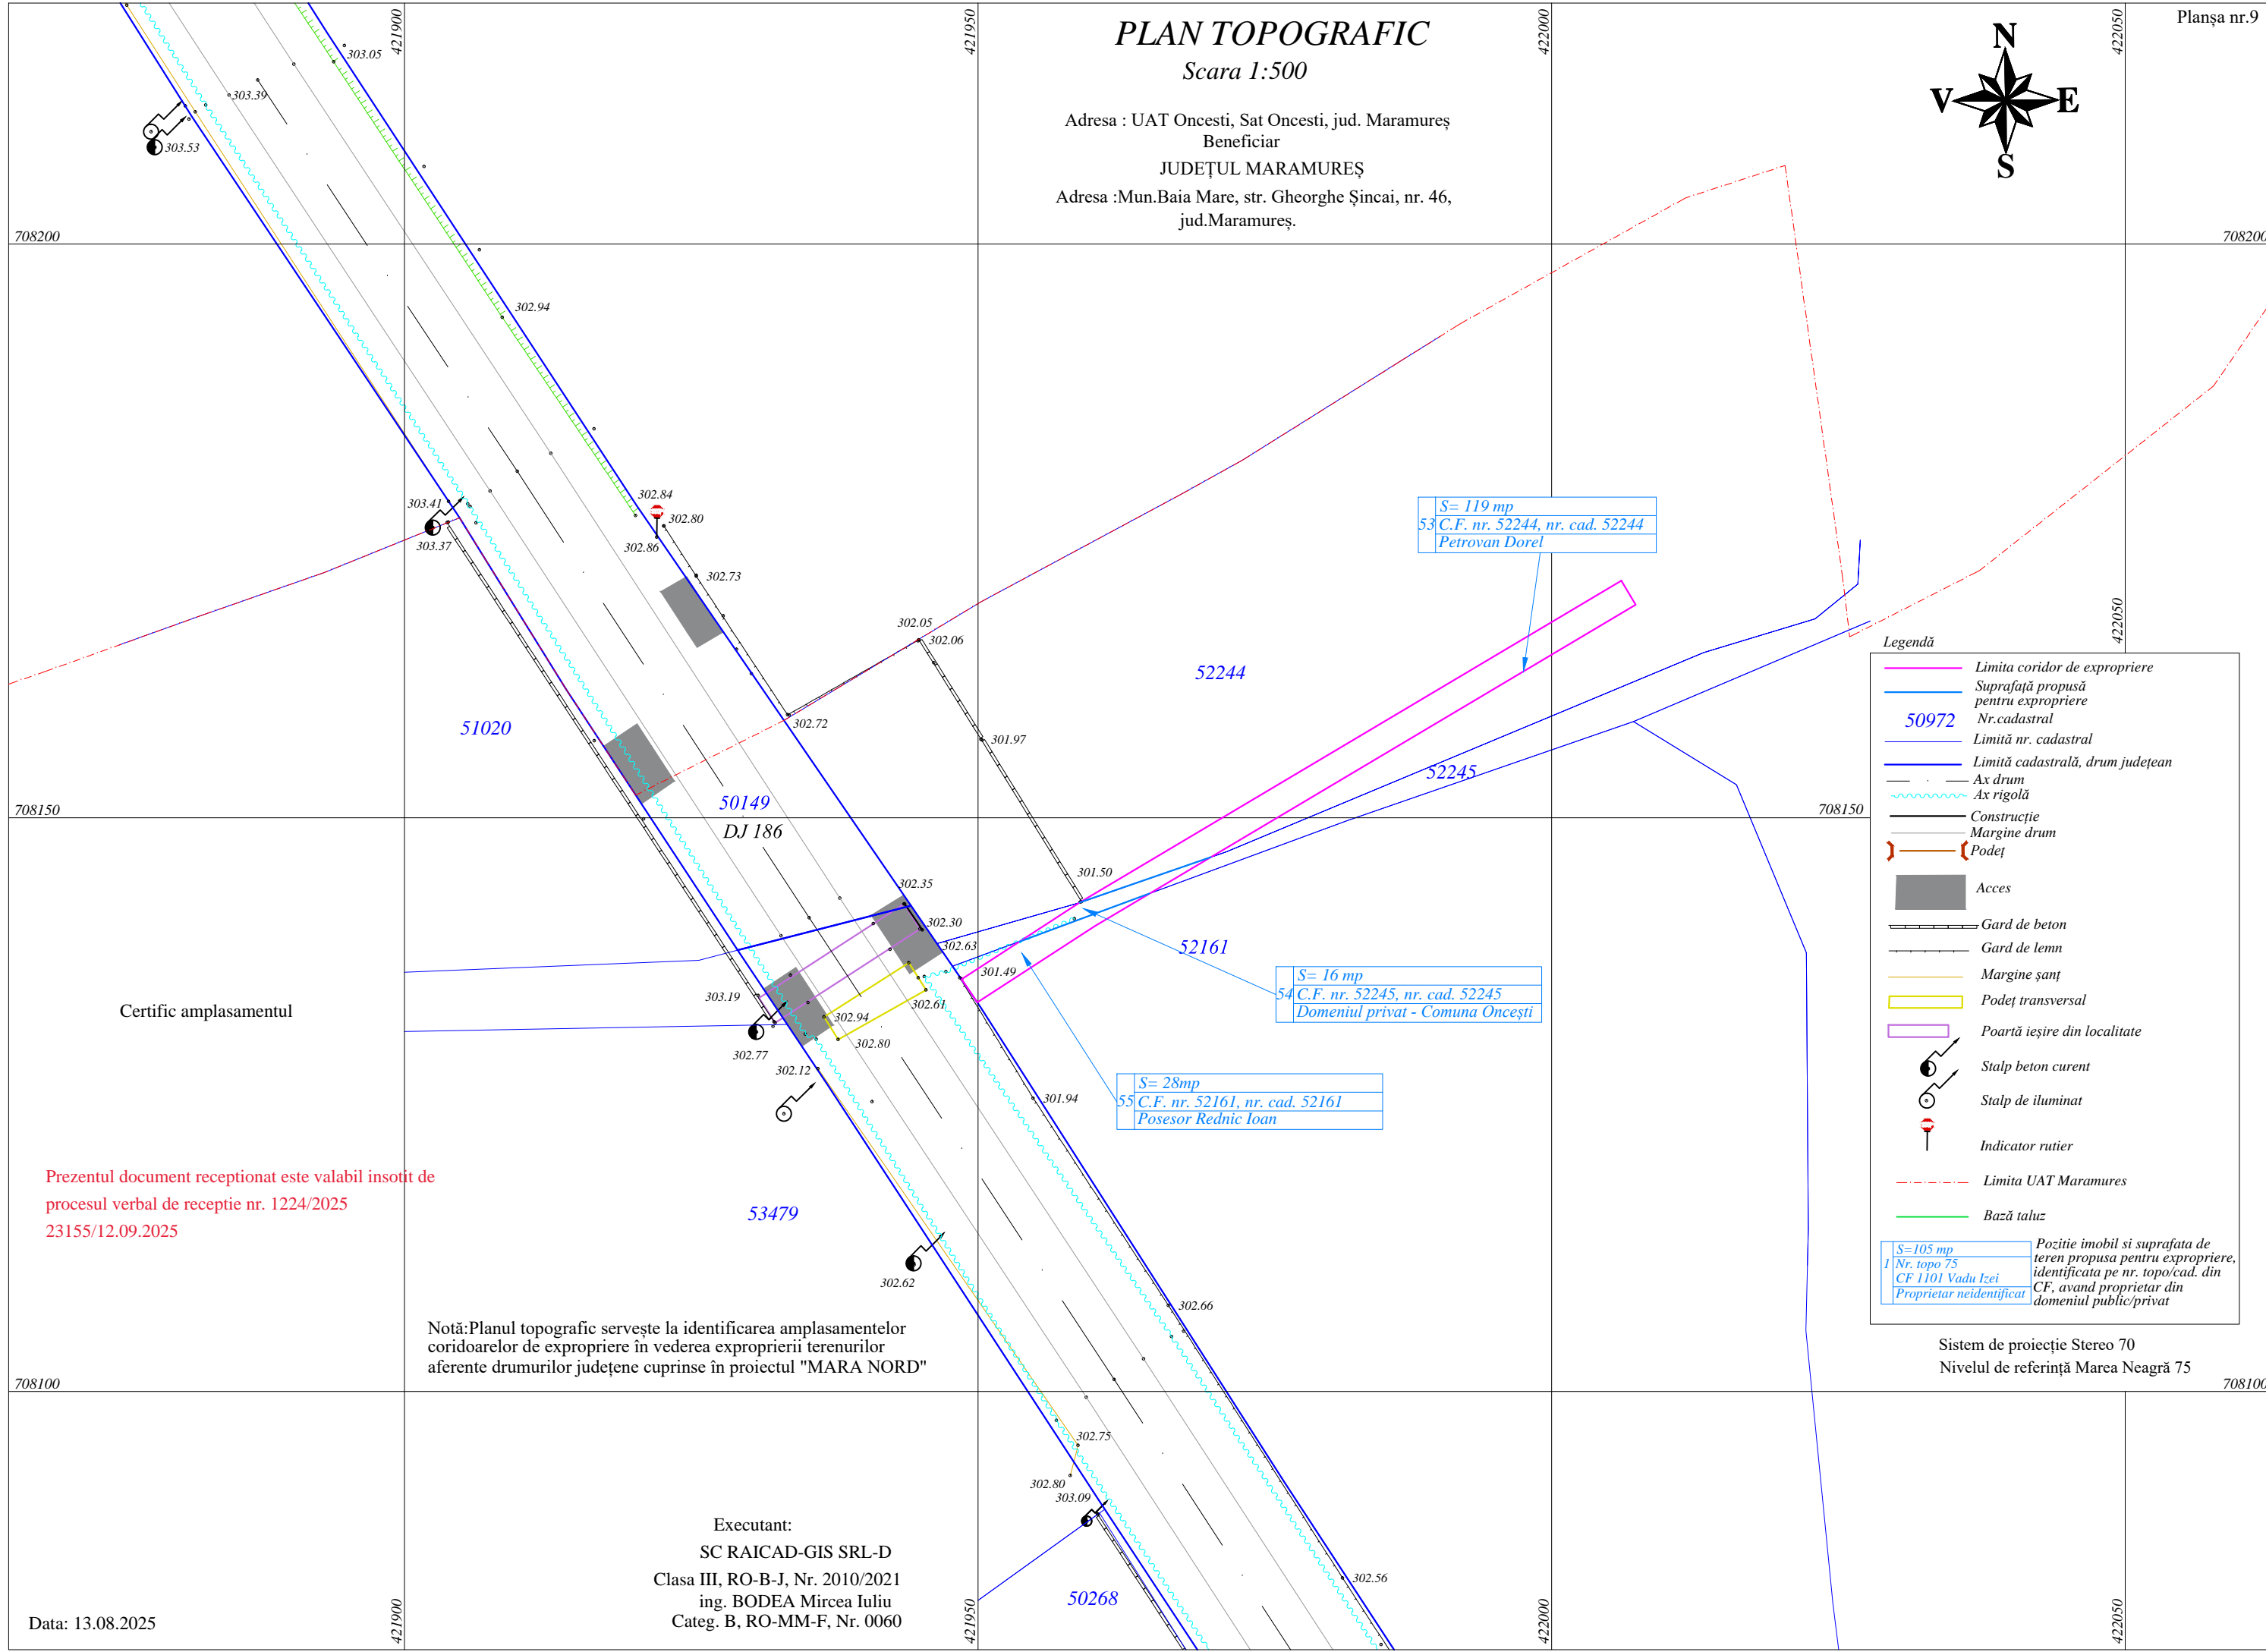 Planșa nr.9
PLAN TOPOGRAFIC
Scara 1:500
Adresa : UAT Oncesti, Sat Oncesti, jud. Maramureș
Beneficiar
JUDEȚUL MARAMUREȘ
Adresa :Mun.Baia Mare, str. Gheorghe Șincai, nr. 46,
jud.Maramureș.
N
V
E
S
421900
421950
422000
422050
303.05
303.39
303.53
708200
708200
302.94
303.41
303.37
302.84
302.80
302.86
302.73
302.05
302.06
302.72
301.97
53
S= 119 mp
C.F. nr. 52244, nr. cad. 52244
Petrovan Dorel
52244
51020
52245
50149
DJ 186
708150
708150
422050
301.50
302.35
302.30
302.63
52161
301.49
303.19
302.61
302.94
302.80
302.77
302.12
54
S= 16 mp
C.F. nr. 52245, nr. cad. 52245
Domeniul privat - Comuna Oncești
55
S= 28mp
C.F. nr. 52161, nr. cad. 52161
Posesor Rednic Ioan
301.94
Certific amplasamentul
Prezentul document receptionat este valabil insotit de
procesul verbal de receptie nr. 1224/2025
23155/12.09.2025
53479
302.62
302.66
Notă:Planul topografic servește la identificarea amplasamentelor
coridoarelor de expropriere în vederea exproprierii terenurilor
aferente drumurilor județene cuprinse în proiectul "MARA NORD"
708100
708100
302.75
302.80
303.09
302.56
50268
Legendă
Limita coridor de expropriere
Suprafață propusă
pentru expropriere
50972 Nr.cadastral
Limită nr. cadastral
Limită cadastrală, drum județean
Ax drum
Ax rigolă
Construcție
Margine drum
Podeț
Acces
Gard de beton
Gard de lemn
Margine șanț
Podeț transversal
Poartă ieșire din localitate
Stalp beton curent
Stalp de iluminat
Indicator rutier
Limita UAT Maramures
Bază taluz
1
S=105 mp
Nr. topo 75
CF 1101 Vadu Izei
Proprietar neidentificat
Pozitie imobil si suprafata de
teren propusa pentru expropriere,
identificata pe nr. topo/cad. din
CF, avand proprietar din
domeniul public/privat
Sistem de proiecție Stereo 70
Nivelul de referință Marea Neagră 75
Executant:
SC RAICAD-GIS SRL-D
Clasa III, RO-B-J, Nr. 2010/2021
ing. BODEA Mircea Iuliu
Categ. B, RO-MM-F, Nr. 0060
Data: 13.08.2025
421900
421950
422000
422050